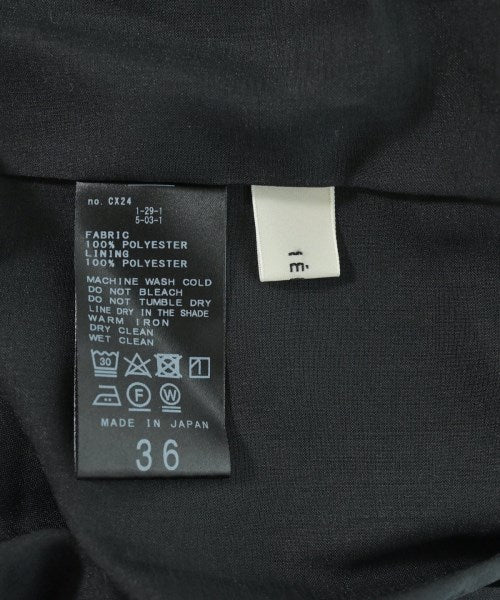 no. CX24
1-29-1
5-03-1
FABRIC
100% POLYESTER
LINING
100% POLYESTER
MACHINE WASH COLD
DO NOT BLEACH
DO NOT TUMBLE DRY
LINE DRY IN THE SHADE
WARM IRON
DRY CLEAN
WET CLEAN
30
F W
MADE IN JAPAN
36